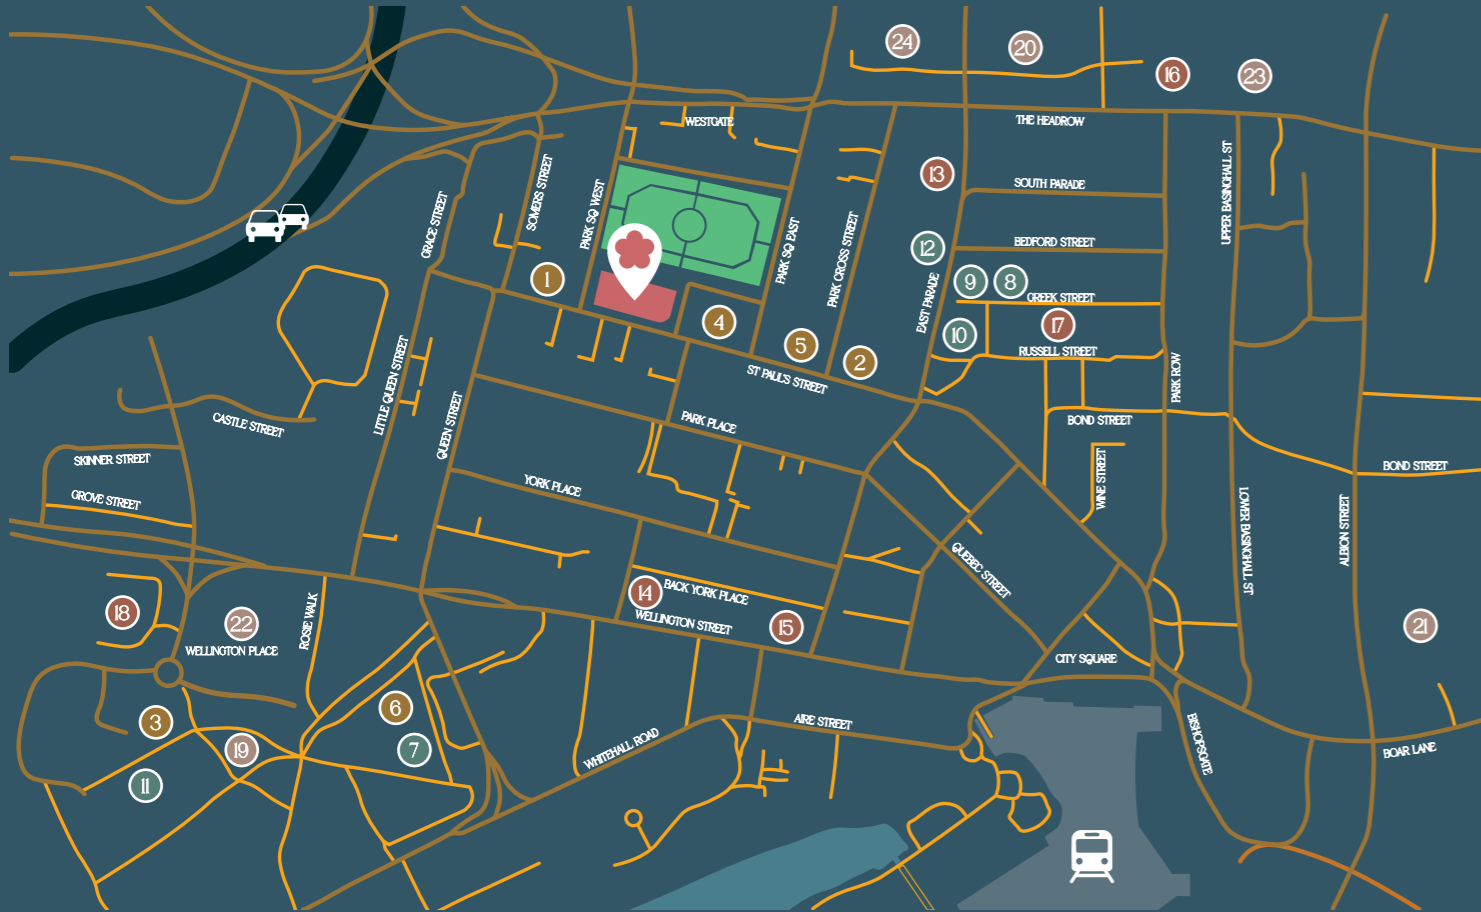 24
20
16
23
WESTGATE
THE HEADROW
13
SOUTH PARADE
UPPER BASINGHALL ST
SOMERS STREET
PARK SQ WEST
GRACE STREET
PARK SQ EAST
PARK CROSS STREET
12
BEDFORD STREET
1
9
8
GREEK STREET
EAST PARADE
4
5
2
10
17
RUSSELL STREET
ST PAUL'S STREET
LITTLE QUEEN STREET
QUEEN STREET
PARK ROW
CASTLE STREET
PARK PLACE
BOND STREET
SKINNER STREET
BOND STREET
WINE STREET
GROVE STREET
YORK PLACE
LOWER BASINGHALL ST
ALBION STREET
QUEBEC STREET
14
BACK YORK PLACE
18
22
ROSIE WALK
WELLINGTON STREET
15
21
WELLINGTON PLACE
CITY SQUARE
3
6
AIRE STREET
19
7
WHITEHALL ROAD
BISHOPSGATE
BOAR LANE
11